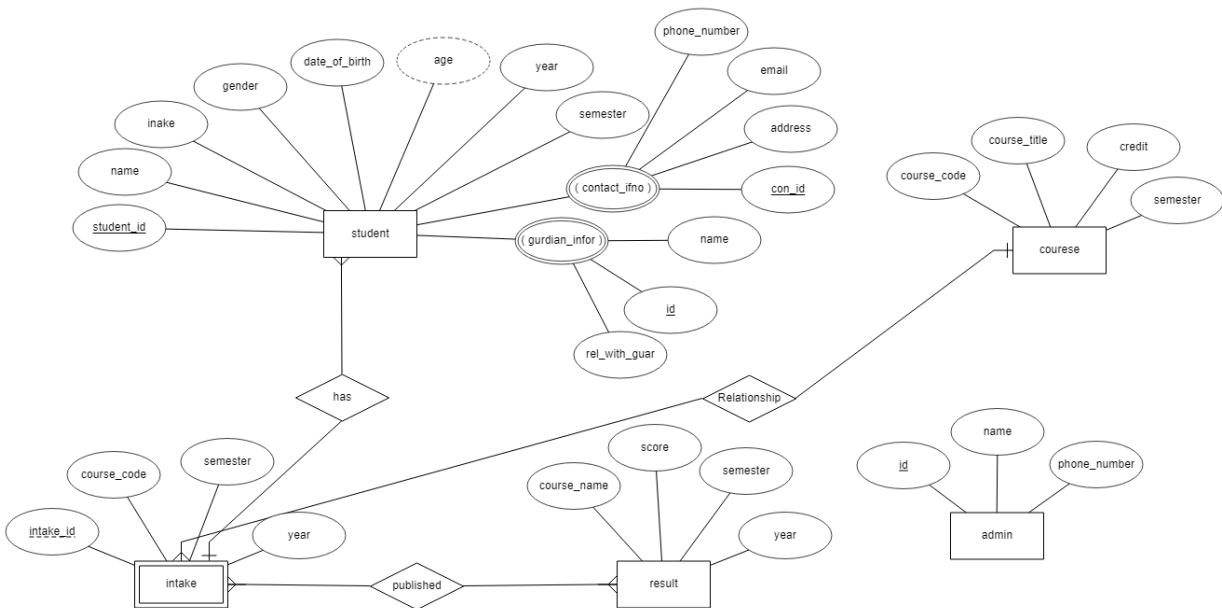 phone_number
age
date_of_birth
year
email
gender
semester
inake
address
course_title
credit
name
course_code
( contact_ifno )
con_id
semester
student_id
student
( gurdian_infor )
name
courese
id
rel_with_guar
has
Relationship
score
name
course_code
semester
semester
id
phone_number
course_name
intake_id
year
year
admin
intake
published
result